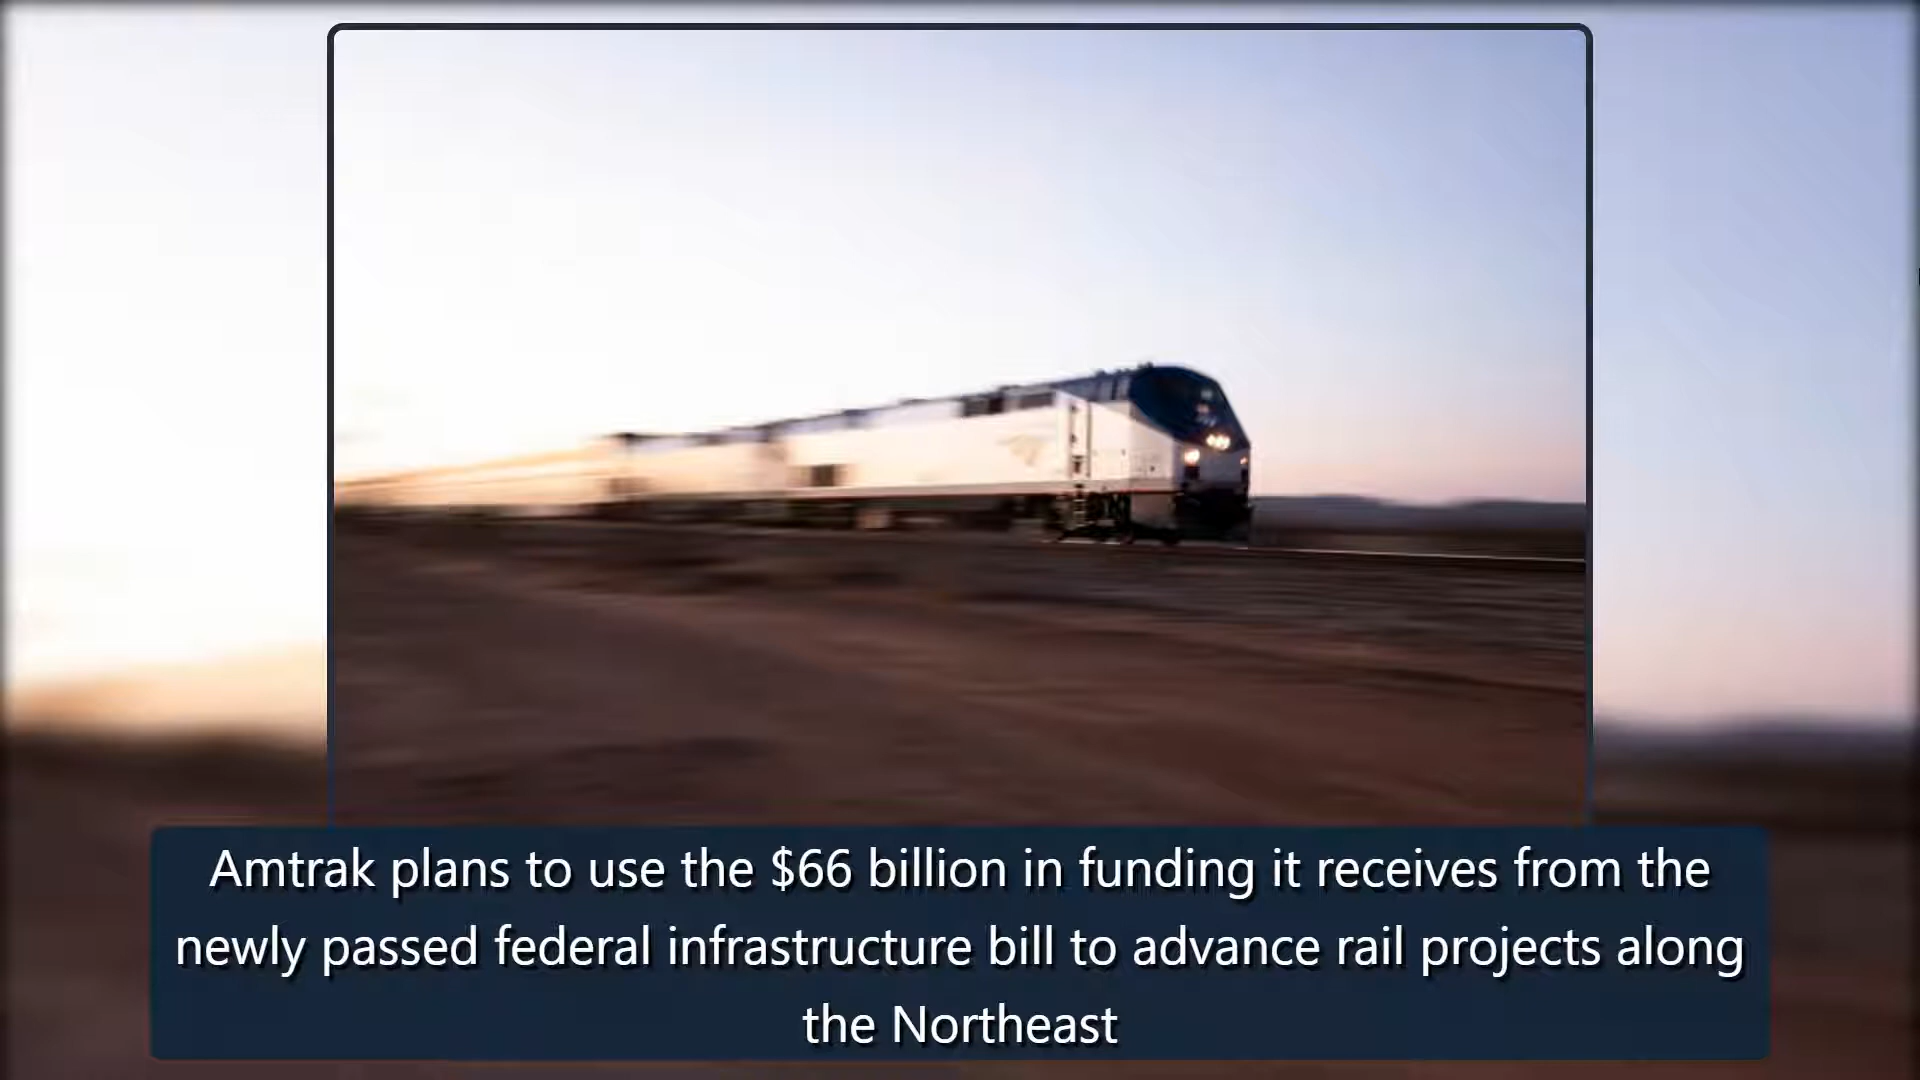 Amtrak plans to use the $66 billion in funding it receives from the
newly passed federal infrastructure bill to advance rail projects along
the Northeast